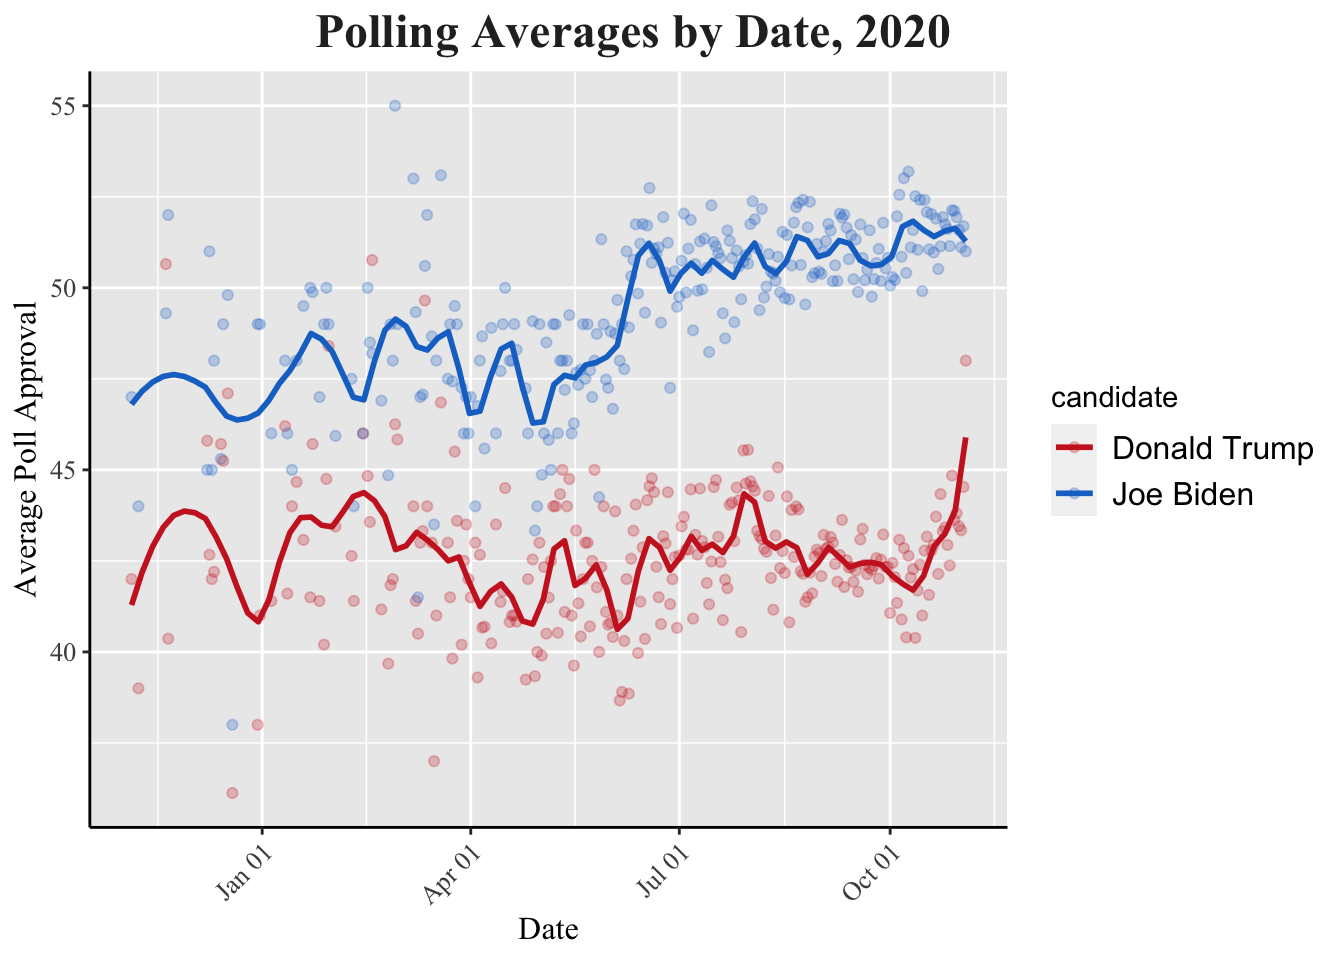 Polling Averages by Date, 2020
55
50
45
40
Average Poll Approval
Jan 01
Apr 01
Jul 01
Oct 01
Date
candidate
Donald Trump
Joe Biden